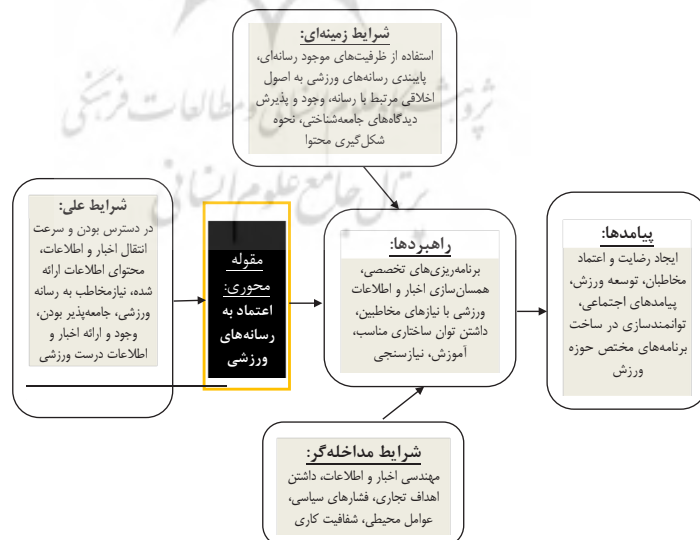 شرایط زمینه‌ای:
استفاده از ظرفیت‌های موجود رسانه‌ای،
پایبندی رسانه‌های ورزشی به اصول
اخلاقی مرتبط با رسانه، وجود و پذیرش
دیدگاه‌های جامعه‌شناختی، نحوه
شکل‌گیری محتوا
پرتال جامع علوم انسانی
شرایط علی:
در دسترس بودن و سرعت
انتقال اخبار و اطلاعات،
محتوای اطلاعات ارائه
شده، نیازمخاطب به رسانه
ورزشی، جامعه‌پذیر بودن،
وجود و ارائه اخبار و
اطلاعات درست ورزشی
مقوله
محوری:
اعتماد به
رسانه‌های
ورزشی
راهبردها:
برنامه‌ریزی‌های تخصصی،
همسان‌سازی اخبار و اطلاعات
ورزشی با نیازهای مخاطبین،
داشتن توان ساختاری مناسب،
آموزش، نیازسنجی
پیامدها:
ایجاد رضایت و اعتماد
مخاطبان، توسعه ورزش،
پیامدهای اجتماعی،
توانمندسازی در ساخت
برنامه‌های مختص حوزه
ورزش
شرایط مداخله‌گر:
مهندسی اخبار و اطلاعات، داشتن
اهداف تجاری، فشارهای سیاسی،
عوامل محیطی، شفافیت کاری